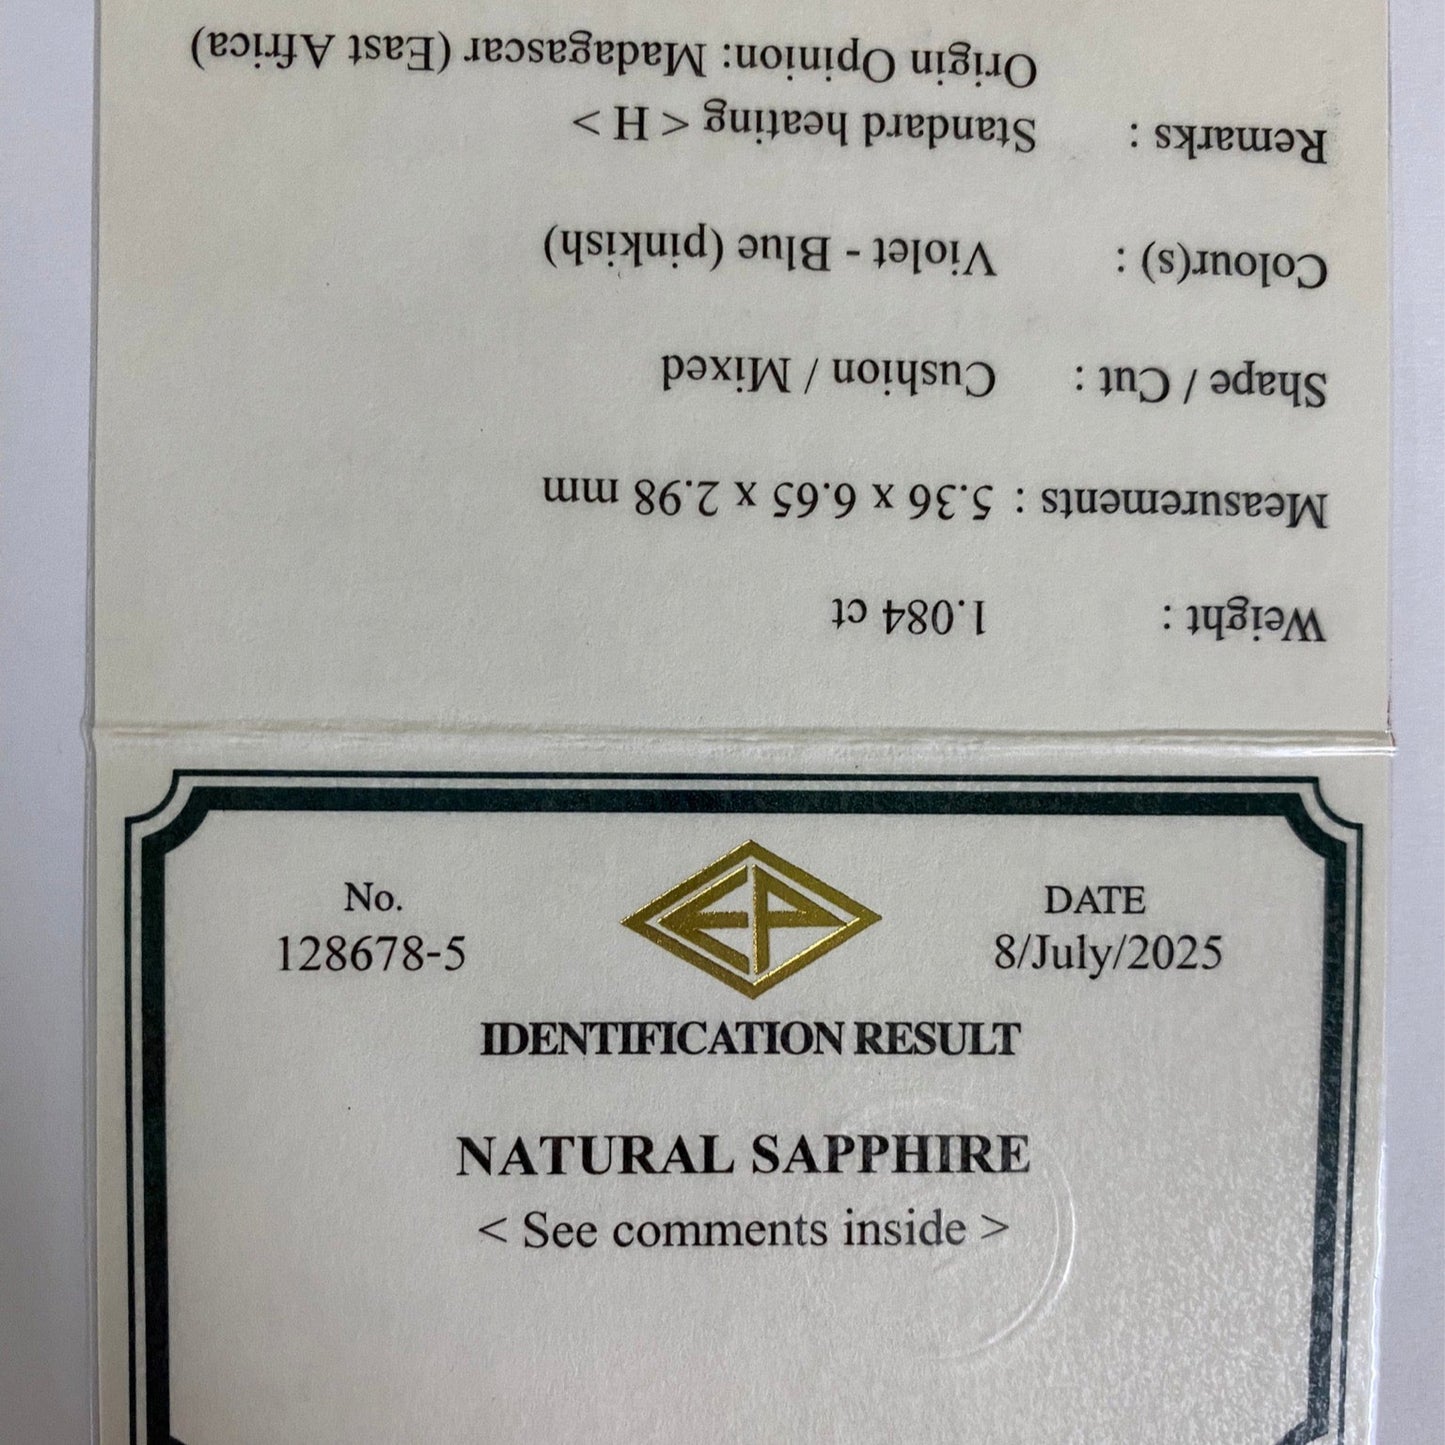 No.
128678-5
EP
DATE
8/July/2025
IDENTIFICATION RESULT
NATURAL SAPPHIRE
< See comments inside >
Weight : 1.084 ct
Measurements : 5.36 x 6.65 x 2.98 mm
Shape / Cut : Cushion / Mixed
Colour(s) : Violet - Blue (pinkish)
Remarks : Standard heating < H >
Origin Opinion: Madagascar (East Africa)